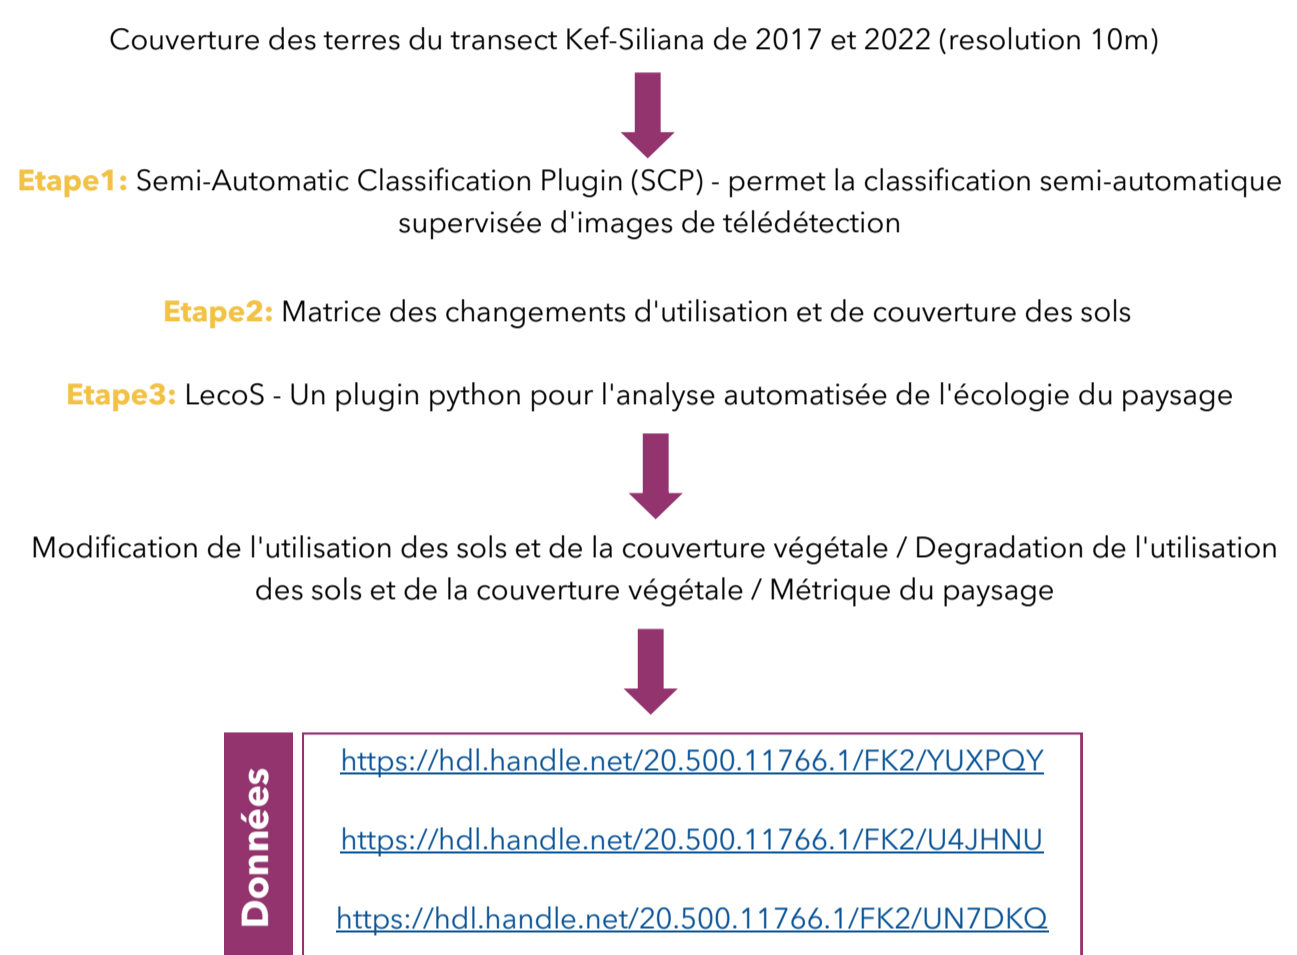 Couverture des terres du transect Kef-Siliana de 2017 et 2022 (resolution 10m)
Etape1: Semi-Automatic Classification Plugin (SCP) - permet la classification semi-automatique
supervisée d'images de télédétection
Etape2: Matrice des changements d'utilisation et de couverture des sols
Etape3: LecoS - Un plugin python pour l'analyse automatisée de l'écologie du paysage
Modification de l'utilisation des sols et de la couverture végétale / Degradation de l'utilisation
des sols et de la couverture végétale / Métrique du paysage
Données
https://hdl.handle.net/20.500.11766.1/FK2/YUXPQY
https://hdl.handle.net/20.500.11766.1/FK2/U4JHNU
https://hdl.handle.net/20.500.11766.1/FK2/UN7DKQ